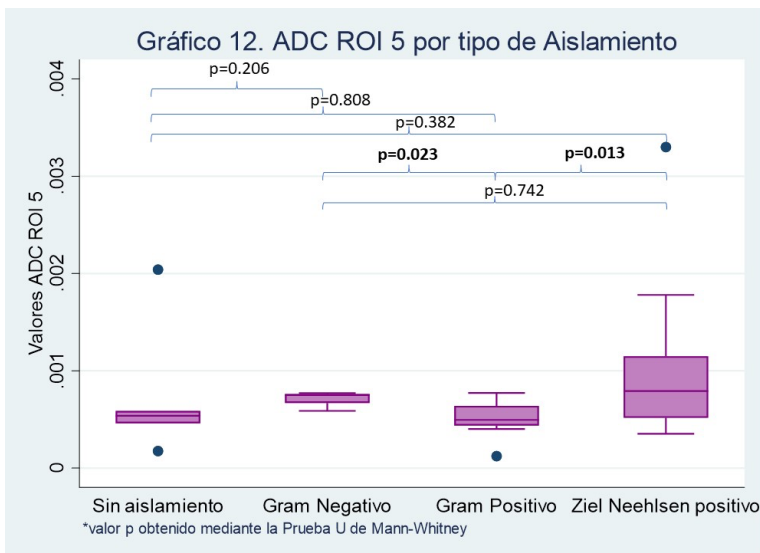 Gráfico 12. ADC ROI 5 por tipo de Aislamiento
p=0.206
p=0.808
p=0.382
p=0.023
p=0.013
p=0.742
Valores ADC ROI 5
.004
.003
.002
.001
0
Sin aislamiento Gram Negativo Gram Positivo Ziel Neehlsen positivo
*valor p obtenido mediante la Prueba U de Mann-Whitney